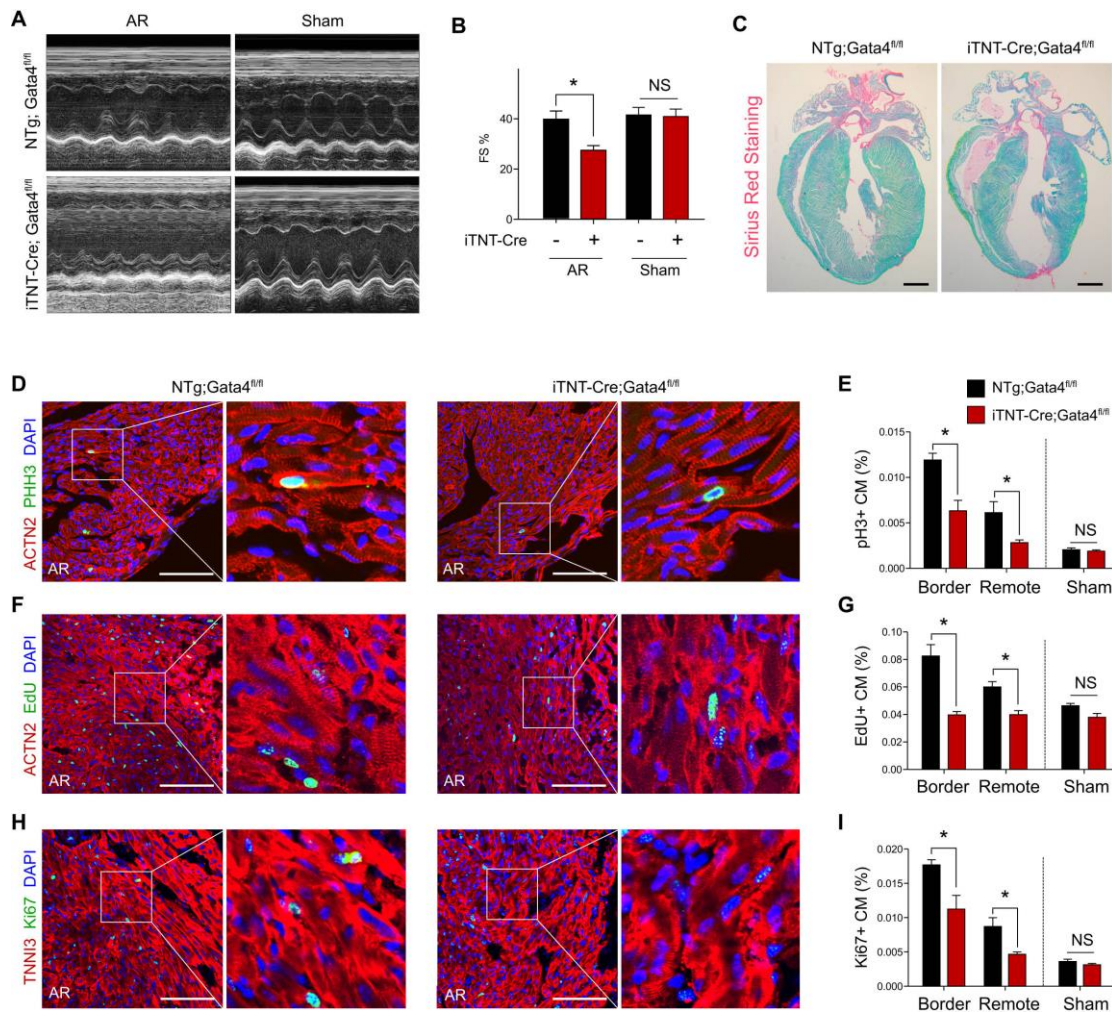 A
AR
Sham
NTg; Gata4fl/fl
iTNT-Cre; Gata4fl/fl
B
*
NS
FS %
60
40
20
0
iTNT-Cre
- + - +
AR
Sham
C
NTg;Gata4fl/fl
iTNT-Cre;Gata4fl/fl
Sirius Red Staining
D
NTg;Gata4fl/fl
iTNT-Cre;Gata4fl/fl
ACTN2 PHH3 DAPI
AR
AR
E
NTg;Gata4fl/fl
iTNT-Cre;Gata4fl/fl
pH3+ CM (%)
0.015
0.010
0.005
0.000
*
*
NS
Border Remote Sham
F
ACTN2 EdU DAPI
AR
AR
G
EdU+ CM (%)
0.10
0.08
0.06
0.04
0.02
0.00
*
*
NS
Border Remote Sham
H
TNNI3 Ki67 DAPI
AR
AR
I
Ki67+ CM (%)
0.020
0.015
0.010
0.005
0.000
*
*
NS
Border Remote Sham